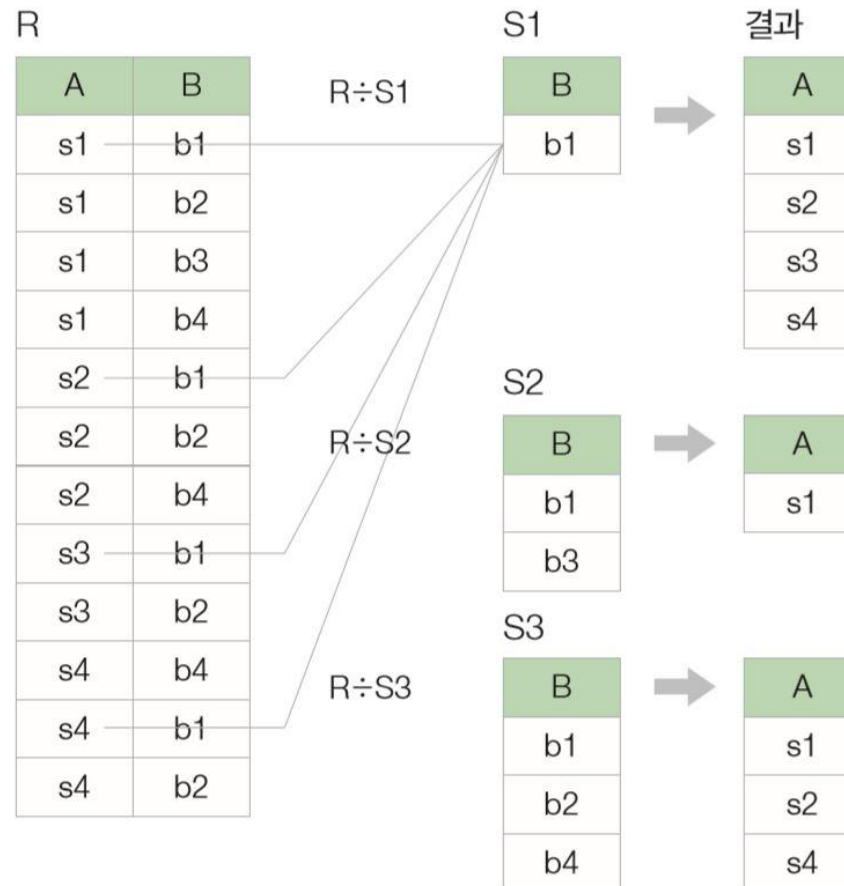 R
A B
s1 b1
s1 b2
s1 b3
s1 b4
s2 b1
s2 b2
s2 b4
s3 b1
s3 b2
s4 b4
s4 b1
s4 b2
R÷S1
R÷S2
R÷S3
S1
B
b1
결과
A
s1
s2
s3
s4
S2
B
b1
b3
A
s1
S3
B
b1
b2
b4
A
s1
s2
s4